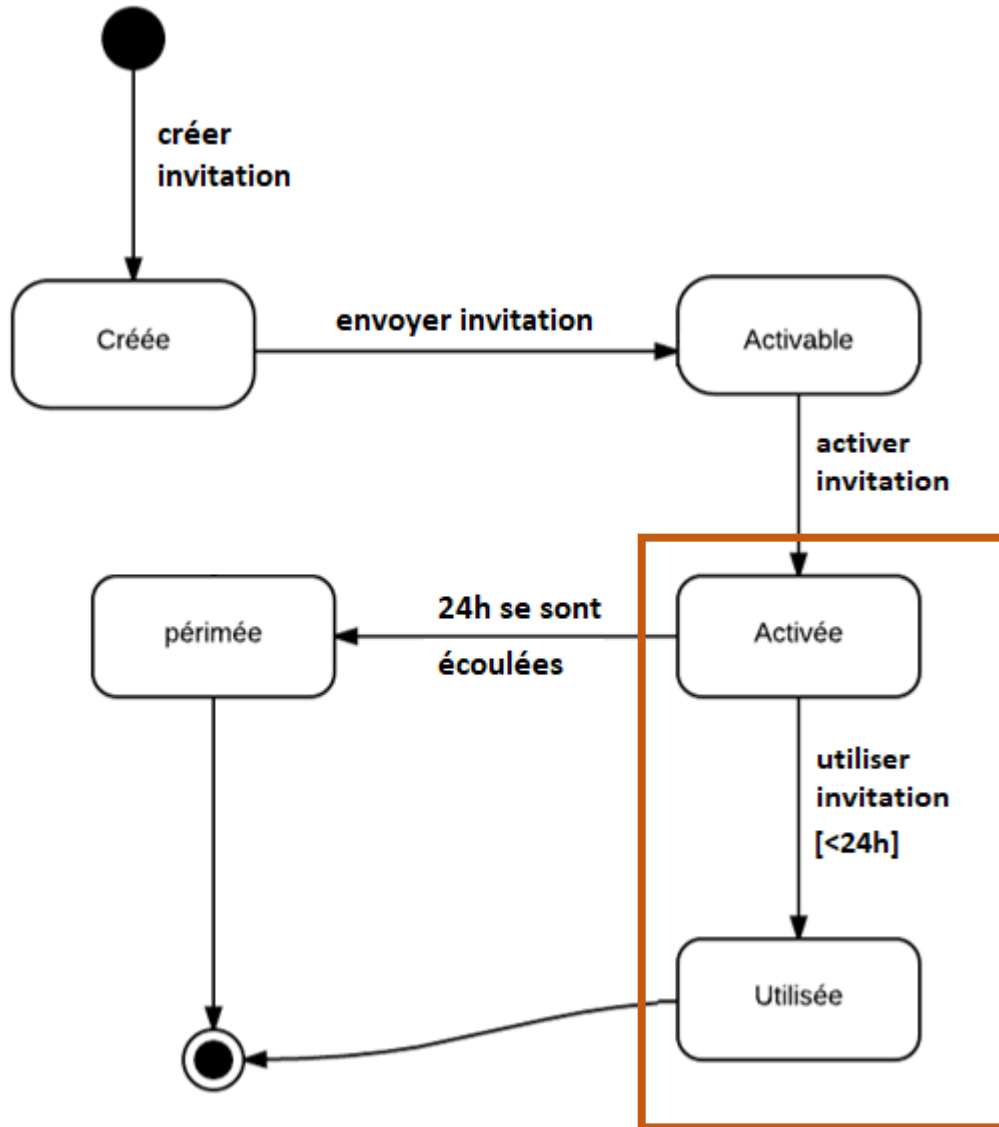 créer
invitation
Créée
envoyer invitation
Activable
activer
invitation
périmée
24h se sont
écoulées
Activée
utiliser
invitation
[<24h]
Utilisée